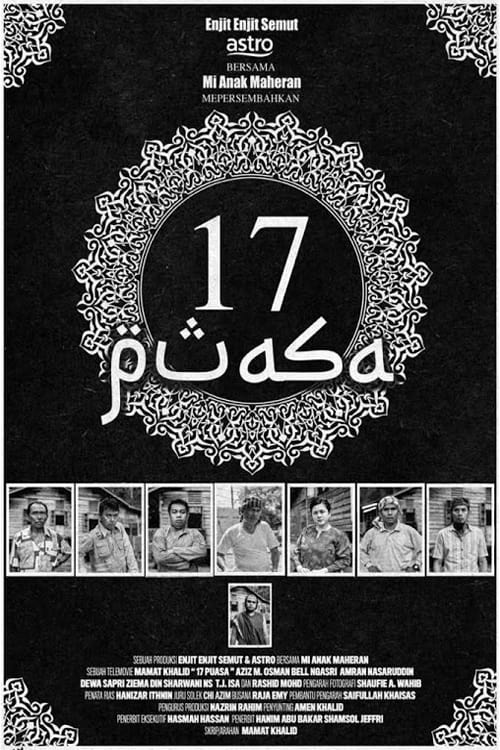 Enjit Enjit Semut
astro
BERSAMA
Mi Anak Maheran
MEPERSEMBAHKAN
17
puasa
SEBUAH PRODUKSI ENJIT ENJIT SEMUT & ASTRO BERSAMA MI ANAK MAHERAN
SEBUAH TELEMOVIE MAMAT KHALID "17 PUASA" AZIZ M. OSMAN BELL NGASRI AMRAN NASARUDDIN
DEWA SAPRI ZIEMA DIN SHARWANI NS T.J. ISA DAN RASHID MOHD PENGARAH FOTOGRAFI SHAUFIE A. WAHIB
PENATA RIAS HANIZAR ITHNIN JURU SOLEK CHI AZIM BUSANA RAJA EMY PEMBANTU PENGARAH SAIFULLAH KHAISAS
PENGURUS PRODUKSI NAZRIN RAHIM PENYUNTING AMEN KHALID
PENERBIT EKSEKUTIF HASMAH HASSAN PENERBIT HANIM ABU BAKAR SHAMSOL JEFFRI
SKRIP/ARAHAN MAMAT KHALID